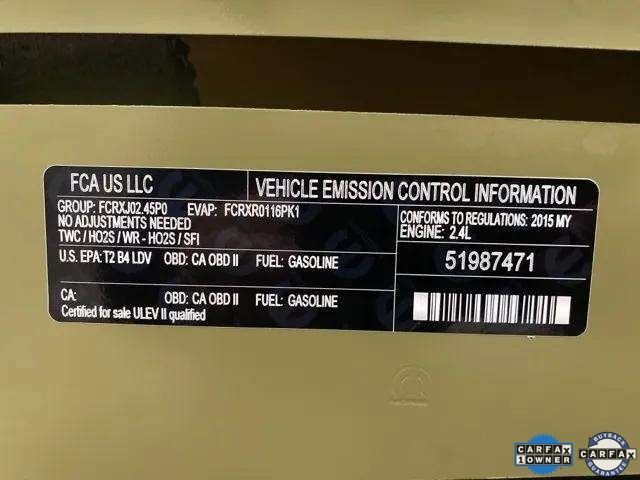 FCA US LLC
VEHICLE EMISSION CONTROL INFORMATION
GROUP: FCRXJ02.45P0 EVAP: FCRXR0116PK1
NO ADJUSTMENTS NEEDED
TWC / HO2S / WR - HO2S / SFI
CONFORMS TO REGULATIONS: 2015 MY
ENGINE: 2.4L
U.S. EPA: T2 B4 LDV OBD: CA OBD II FUEL: GASOLINE
51987471
CA: OBD: CA OBD II FUEL: GASOLINE
Certified for sale ULEV II qualified
CARFAX
1 OWNER
BUYBACK
CARFAX
GUARANTEE